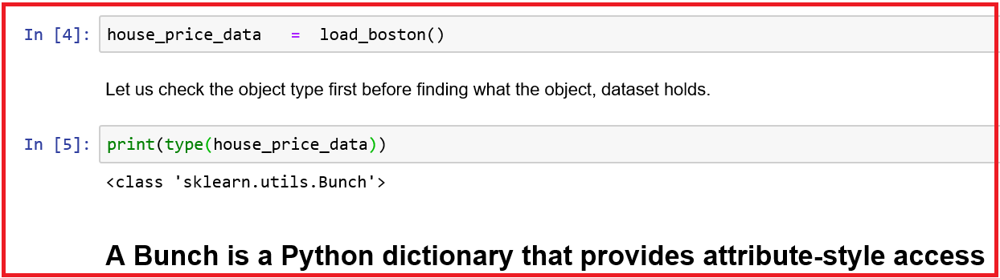 In [4]: house_price_data = load_boston()
Let us check the object type first before finding what the object, dataset holds.
In [5]: print(type(house_price_data))
<class 'sklearn.utils.Bunch'>
A Bunch is a Python dictionary that provides attribute-style access